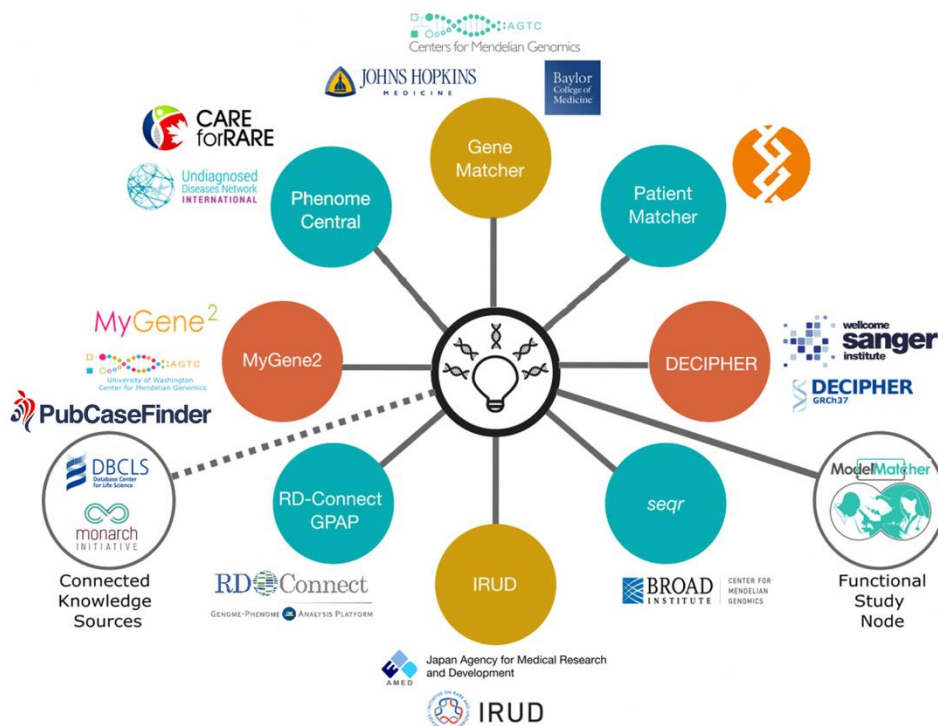 AGTC
Centers for Mendelian Genomics
JOHNS HOPKINS
MEDICINE
Baylor
College of
Medicine
CARE
forRARE
Undiagnosed
Diseases Network
INTERNATIONAL
Gene
Matcher
Phenome
Central
Patient
Matcher
MyGene2
AGTC
University of Washington
Center for Mendelian Genomics
PubCaseFinder
MyGene2
DECIPHER
wellcome
sanger
institute
DECIPHER
GRCh37
DBCLS
Database Center
for Life Science
monarch
INITIATIVE
Connected
Knowledge
Sources
RD-Connect
GPAP
RD Connect
GENOME-PHENOME ANALYSIS PLATFORM
IRUD
seqr
BROAD
INSTITUTE
CENTER FOR
MENDELIAN
GENOMICS
ModelMatcher
Functional
Study
Node
AMED
Japan Agency for Medical Research
and Development
IRUD